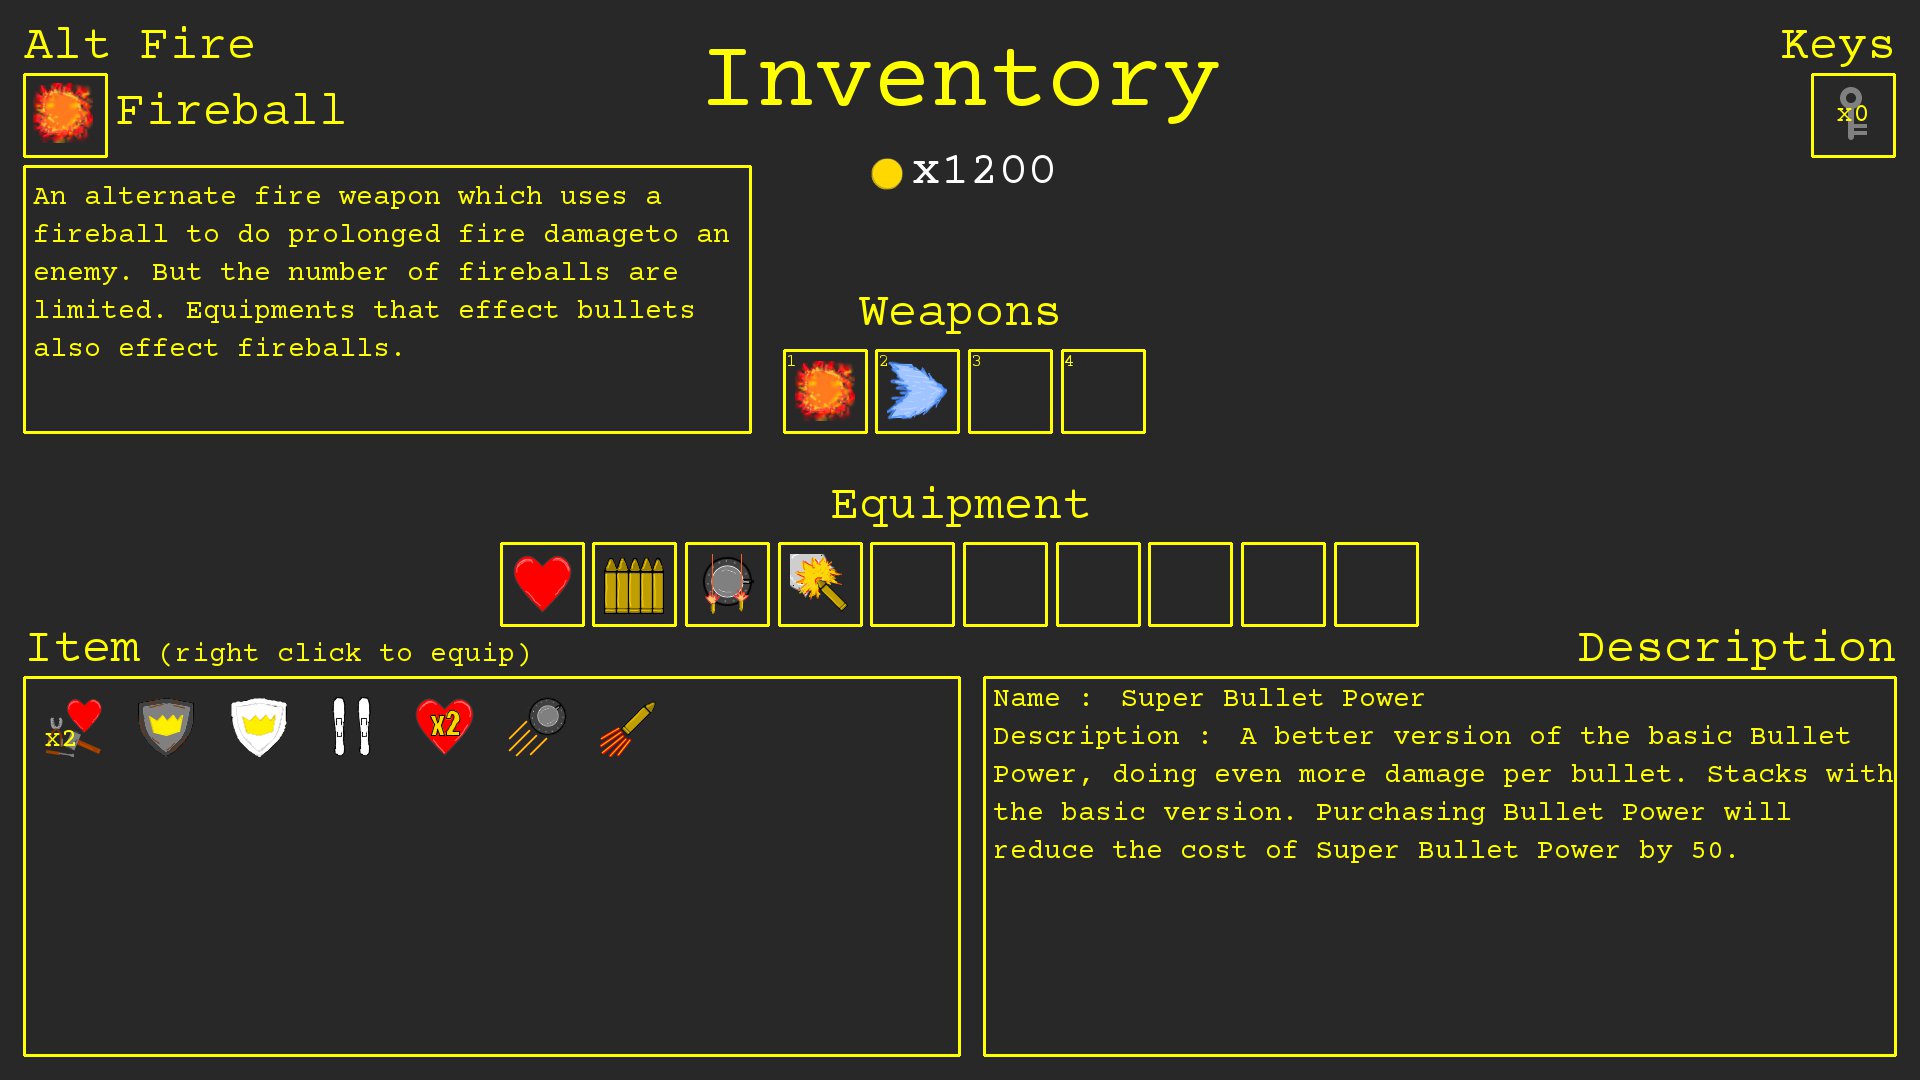 Alt Fire
Inventory
Keys
Fireball
x0
x1200
An alternate fire weapon which uses a
fireball to do prolonged fire damageto an
enemy. But the number of fireballs are
limited. Equipments that effect bullets
also effect fireballs.
Weapons
1
2
3
4
Equipment
Item (right click to equip)
Description
x2
x2
Name : Super Bullet Power
Description : A better version of the basic Bullet
Power, doing even more damage per bullet. Stacks with
the basic version. Purchasing Bullet Power will
reduce the cost of Super Bullet Power by 50.